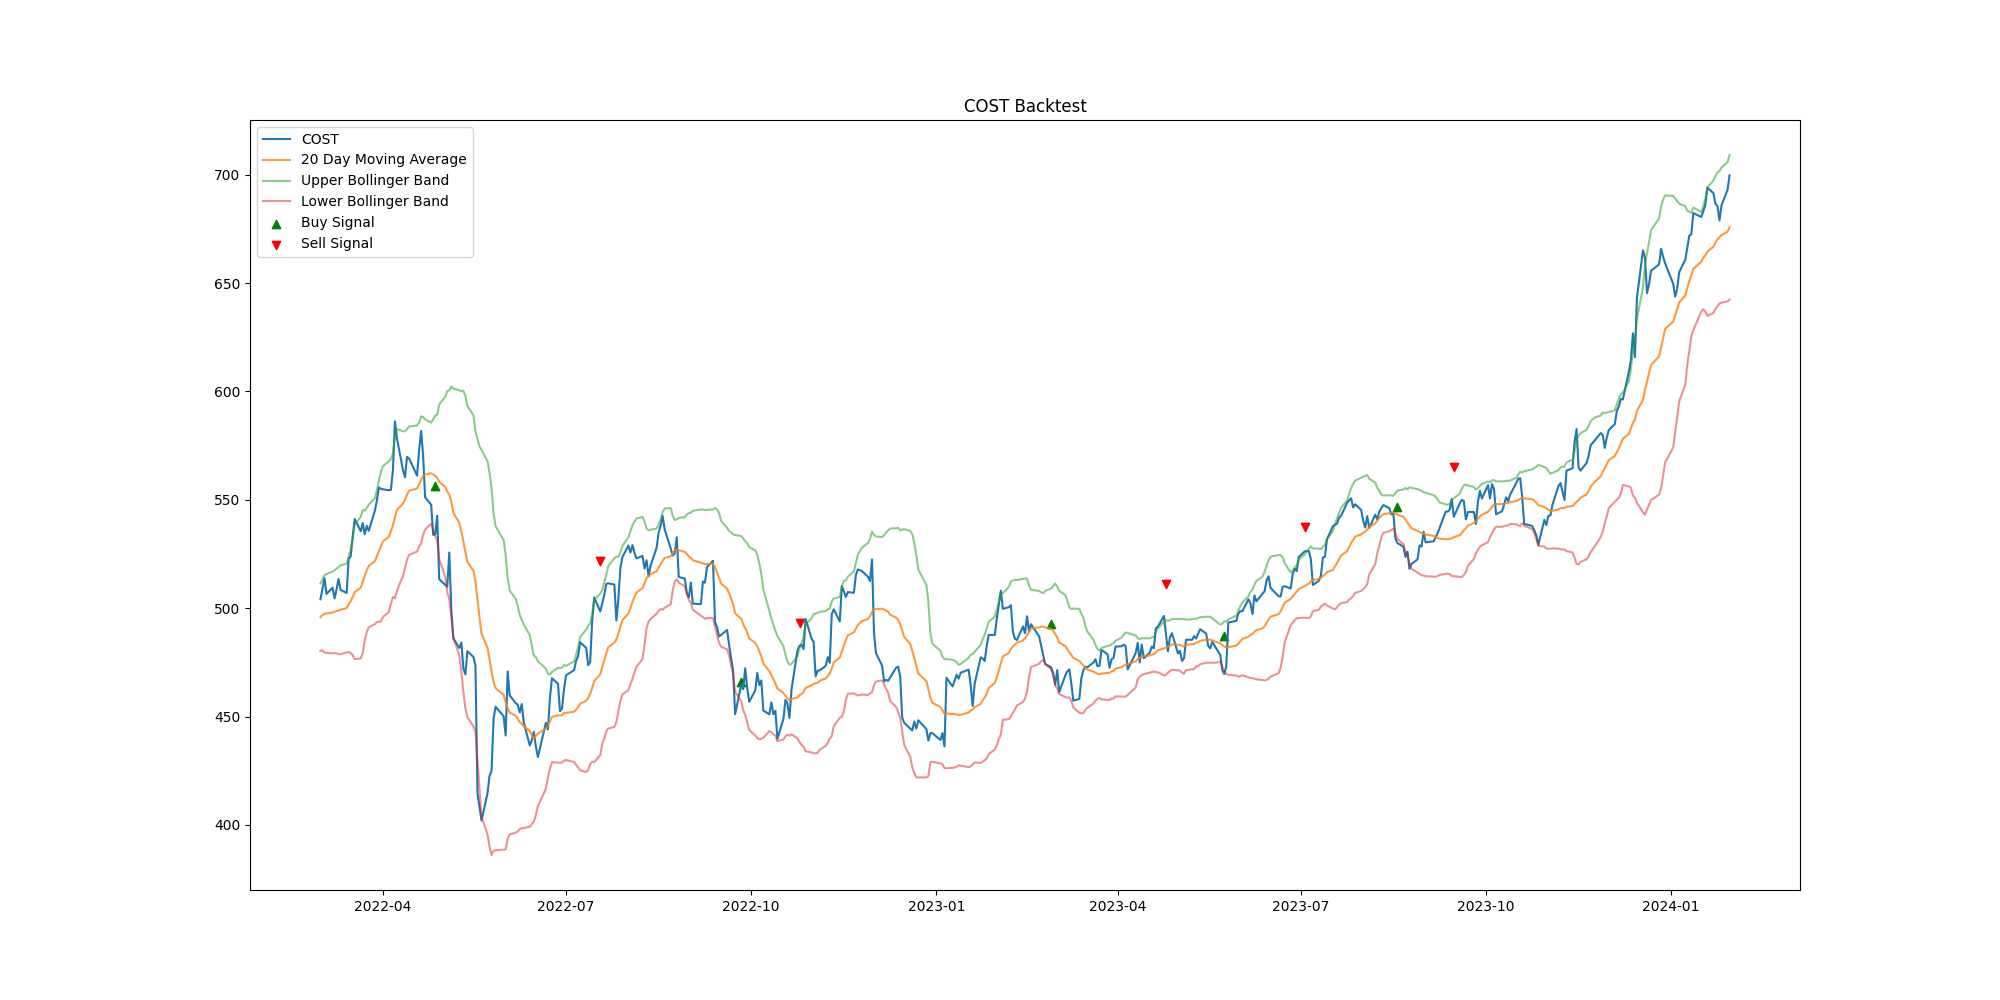 COST Backtest
COST
20 Day Moving Average
Upper Bollinger Band
Lower Bollinger Band
Buy Signal
Sell Signal
700
650
600
550
500
450
400
2022-04 2022-07 2022-10 2023-01 2023-04 2023-07 2023-10 2024-01